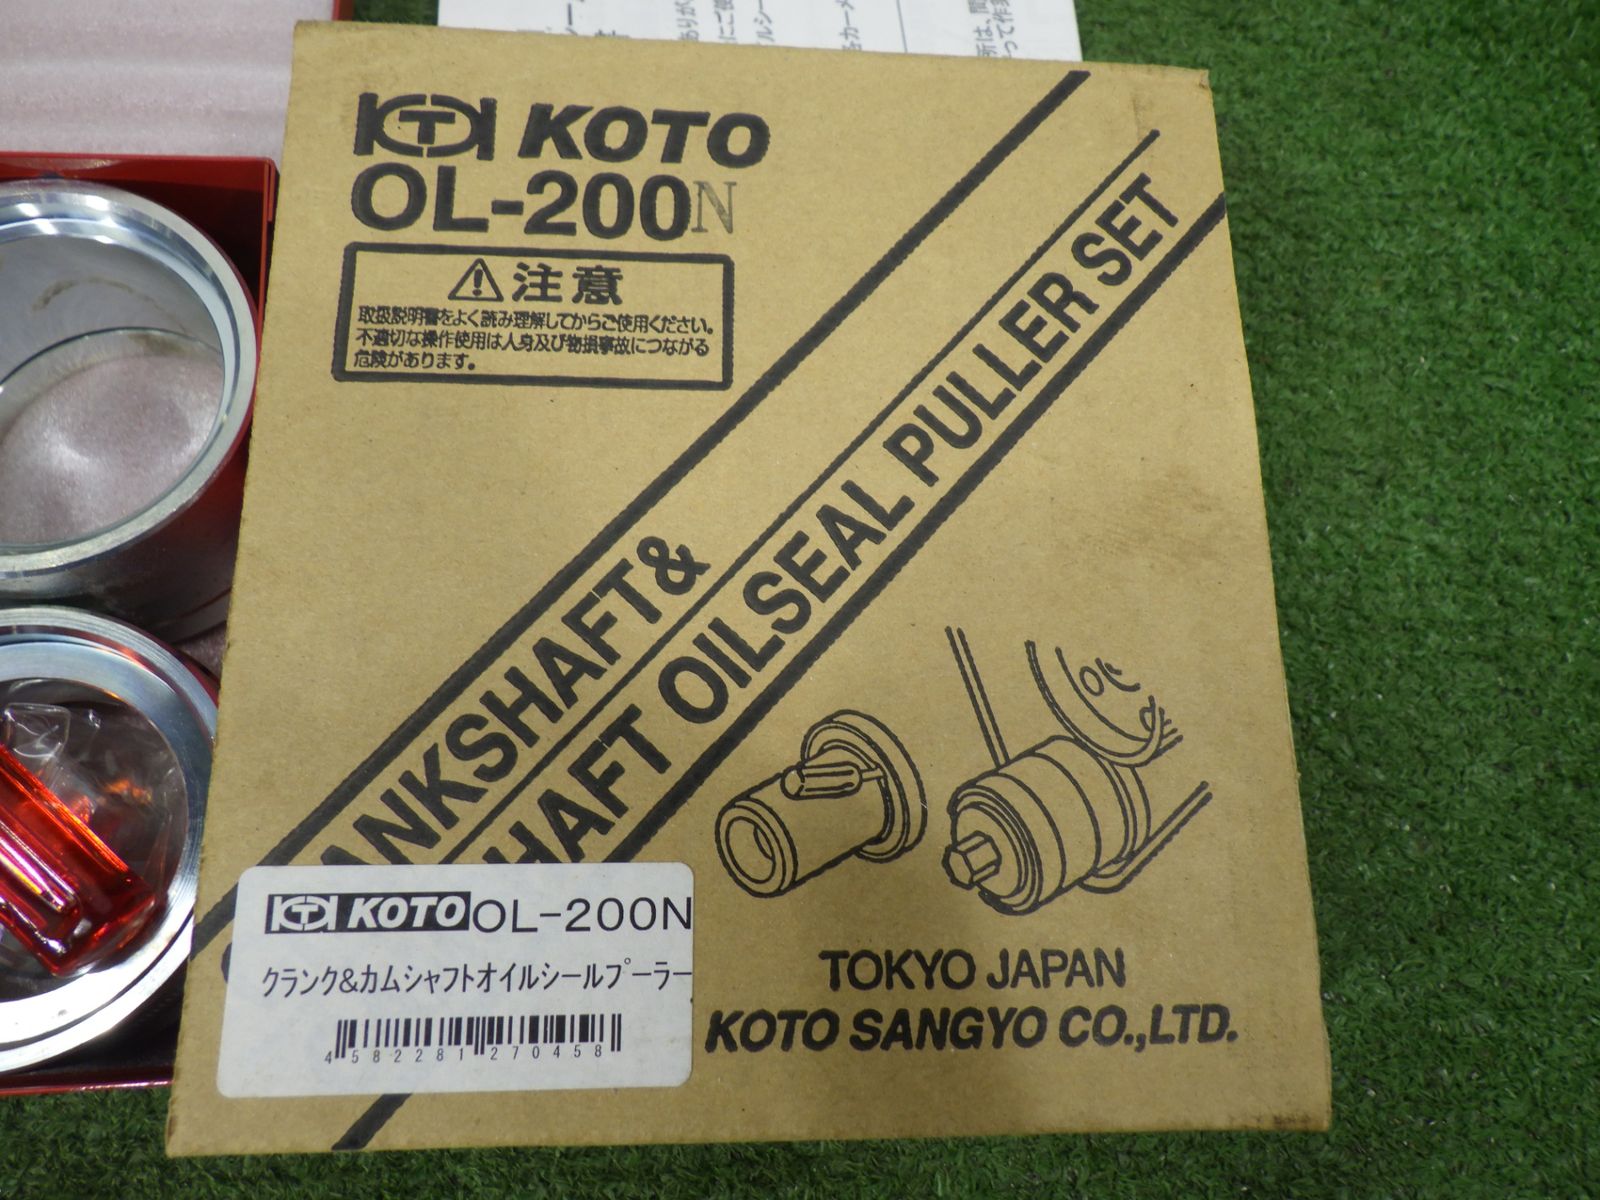 KOTO
OL-200N
注意
取扱説明書をよく読み理解してからご使用ください。
不適切な操作使用は人身及び物損事故につながる
危険があります。
ANKSHAFT&
HAFT OILSEAL PULLER SET
KOTO OL-200N
クランク&カムシャフトオイルシールプーラー
4582281270458
TOKYO JAPAN
KOTO SANGYO CO.,LTD.